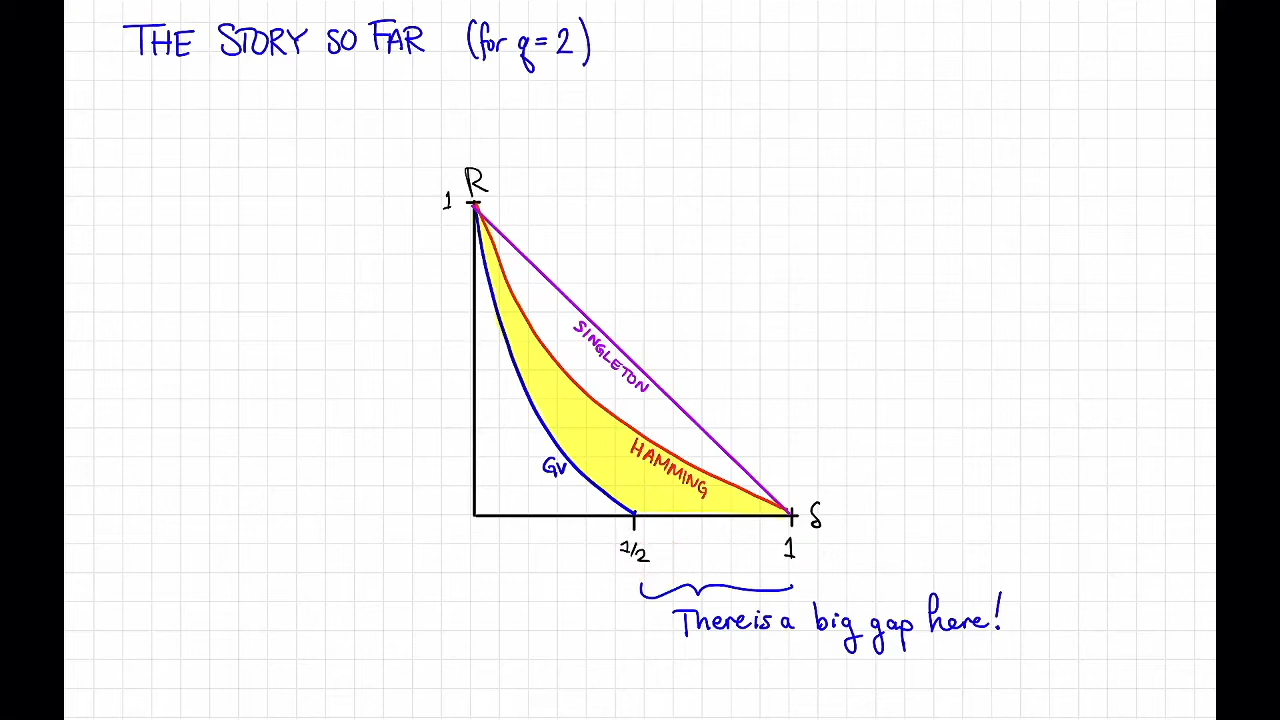 THE STORY SO FAR (for q=2)
R
1
SINGLETON
HAMMING
GV
δ
1/2
1
There is a big gap here!